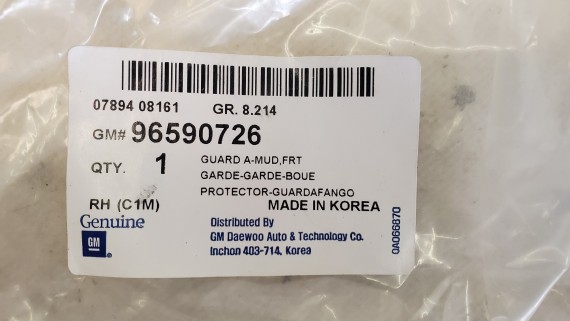 07894 08161 GR. 8.214
GM# 96590726
QTY. 1
GUARD A-MUD,FRT
GARDE-GARDE-BOUE
PROTECTOR-GUARDAFANGO
RH (C1M) MADE IN KOREA
Genuine
GM
Distributed By
GM Daewoo Auto & Technology Co.
Inchon 403-714, Korea
0A066870